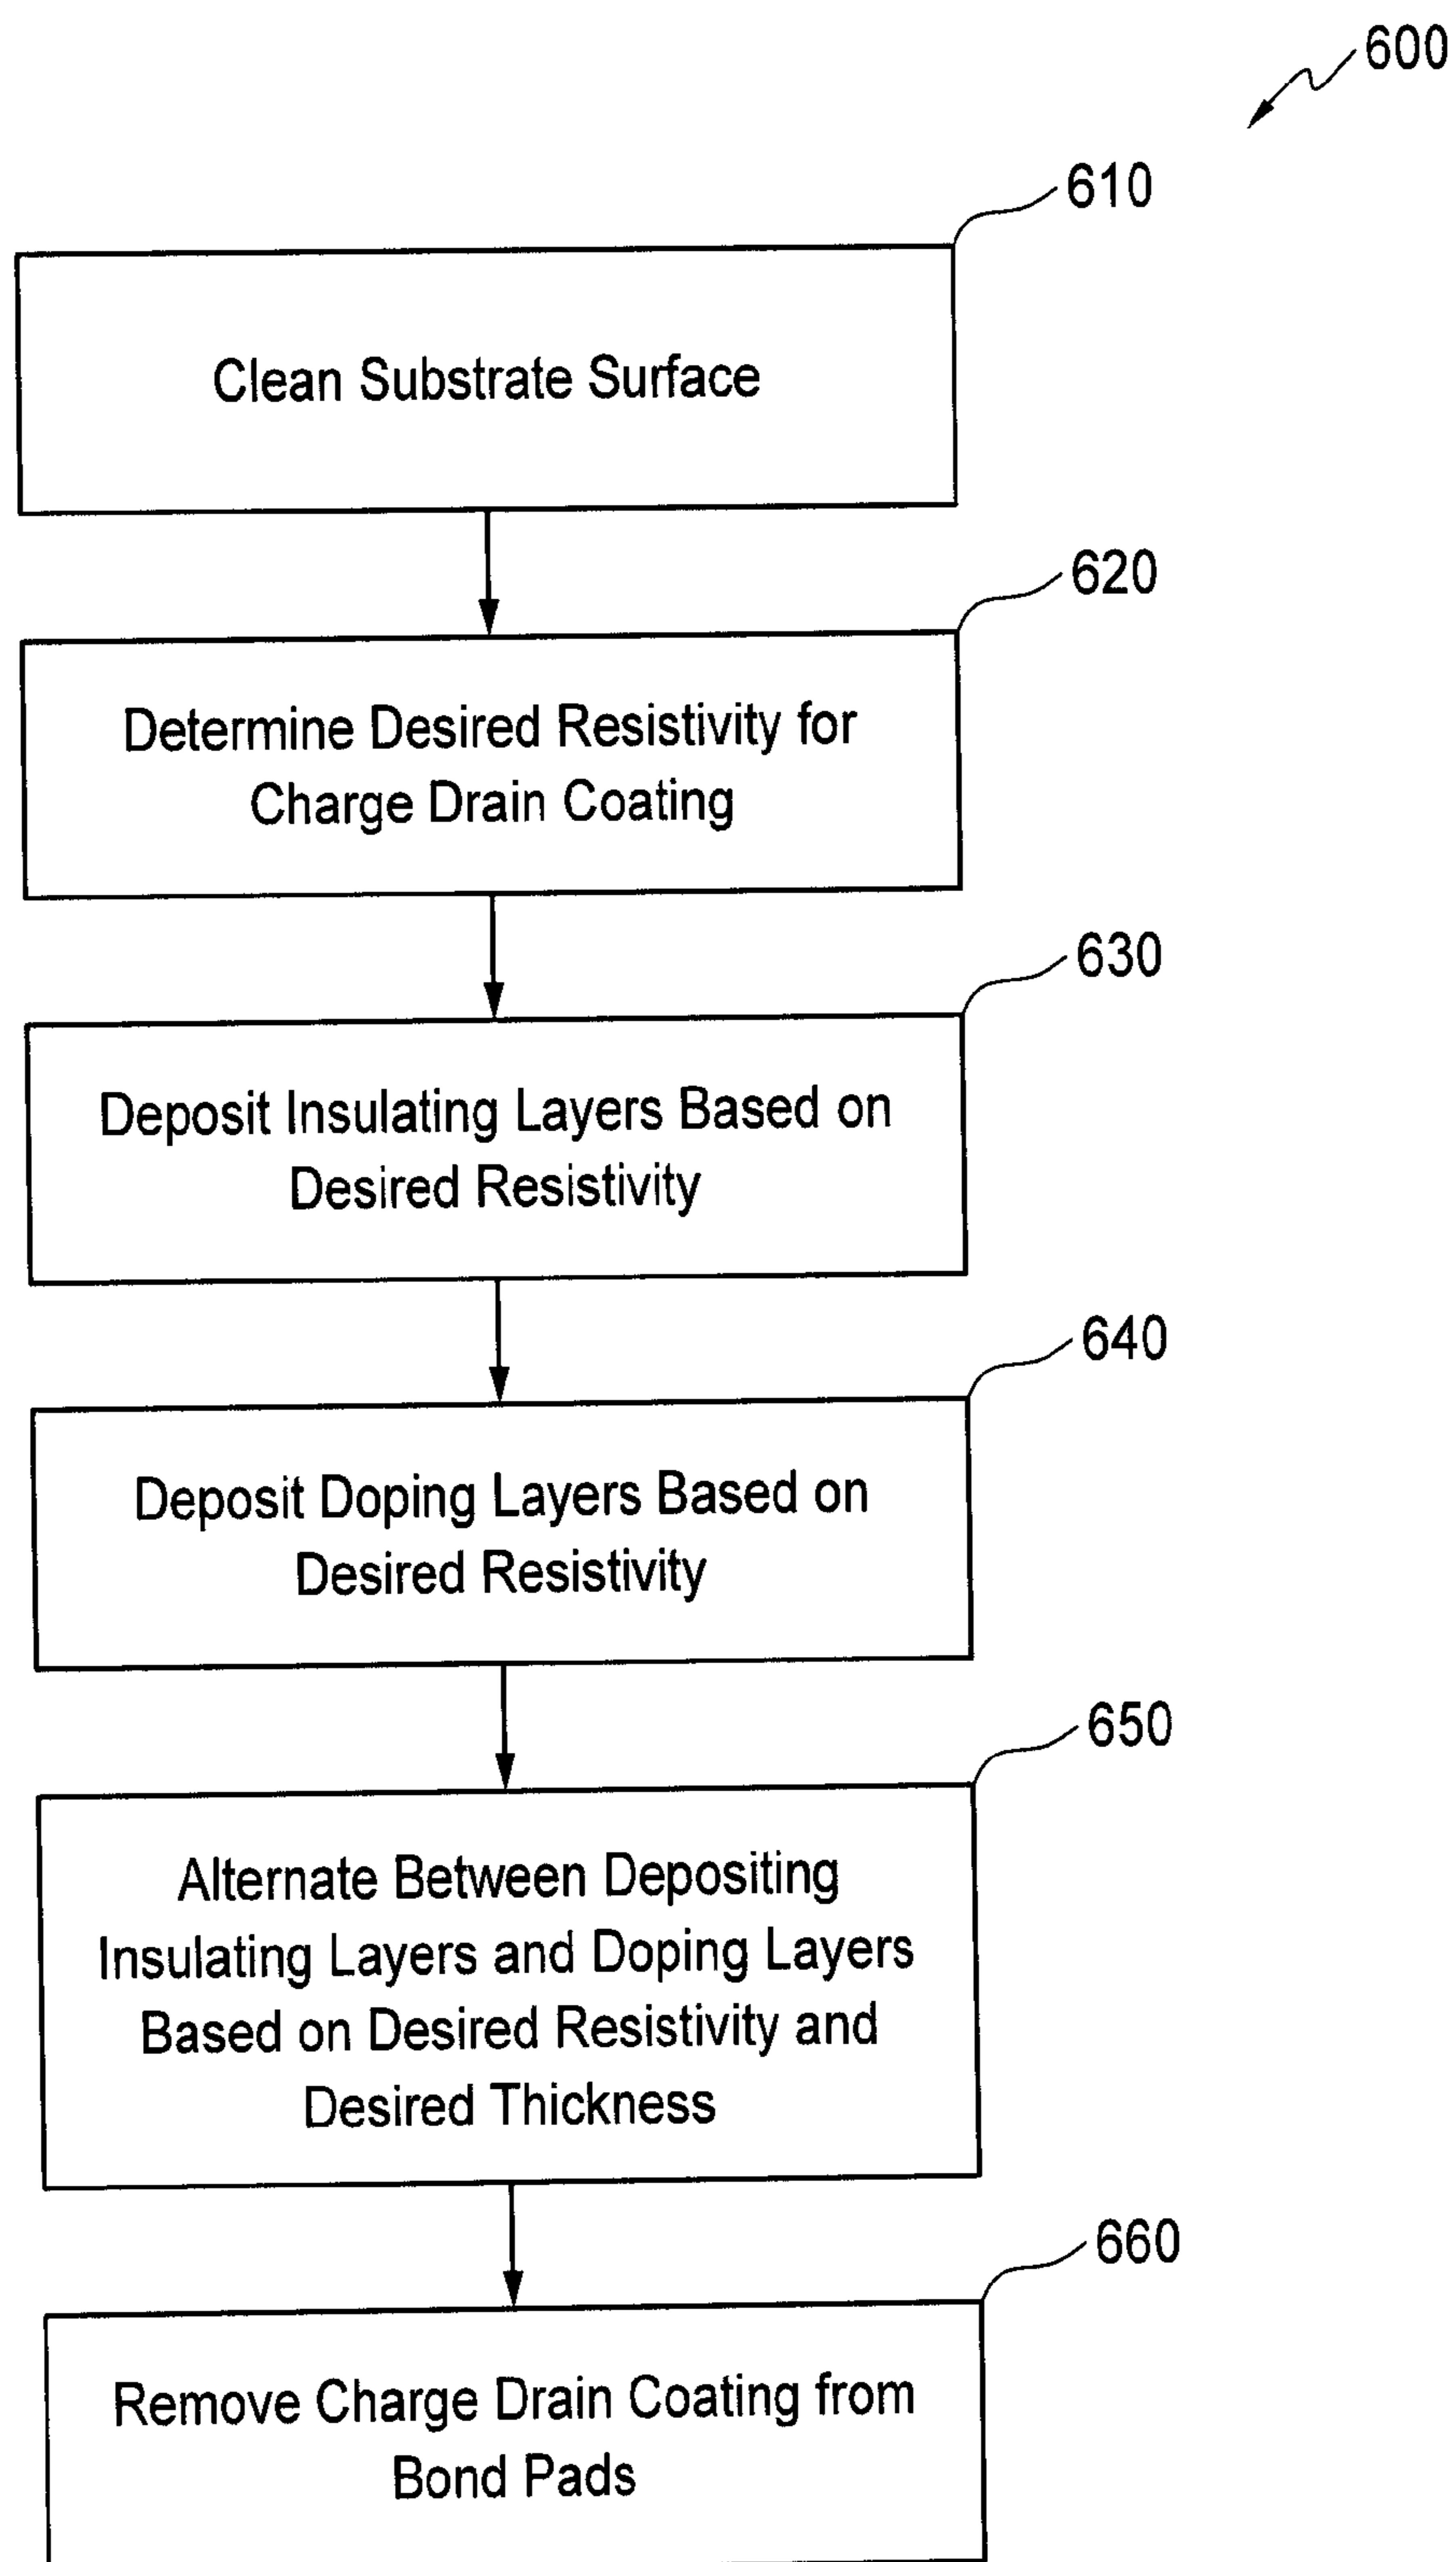 600
610
Clean Substrate Surface
620
Determine Desired Resistivity for
Charge Drain Coating
630
Deposit Insulating Layers Based on
Desired Resistivity
640
Deposit Doping Layers Based on
Desired Resistivity
650
Alternate Between Depositing
Insulating Layers and Doping Layers
Based on Desired Resistivity and
Desired Thickness
660
Remove Charge Drain Coating from
Bond Pads